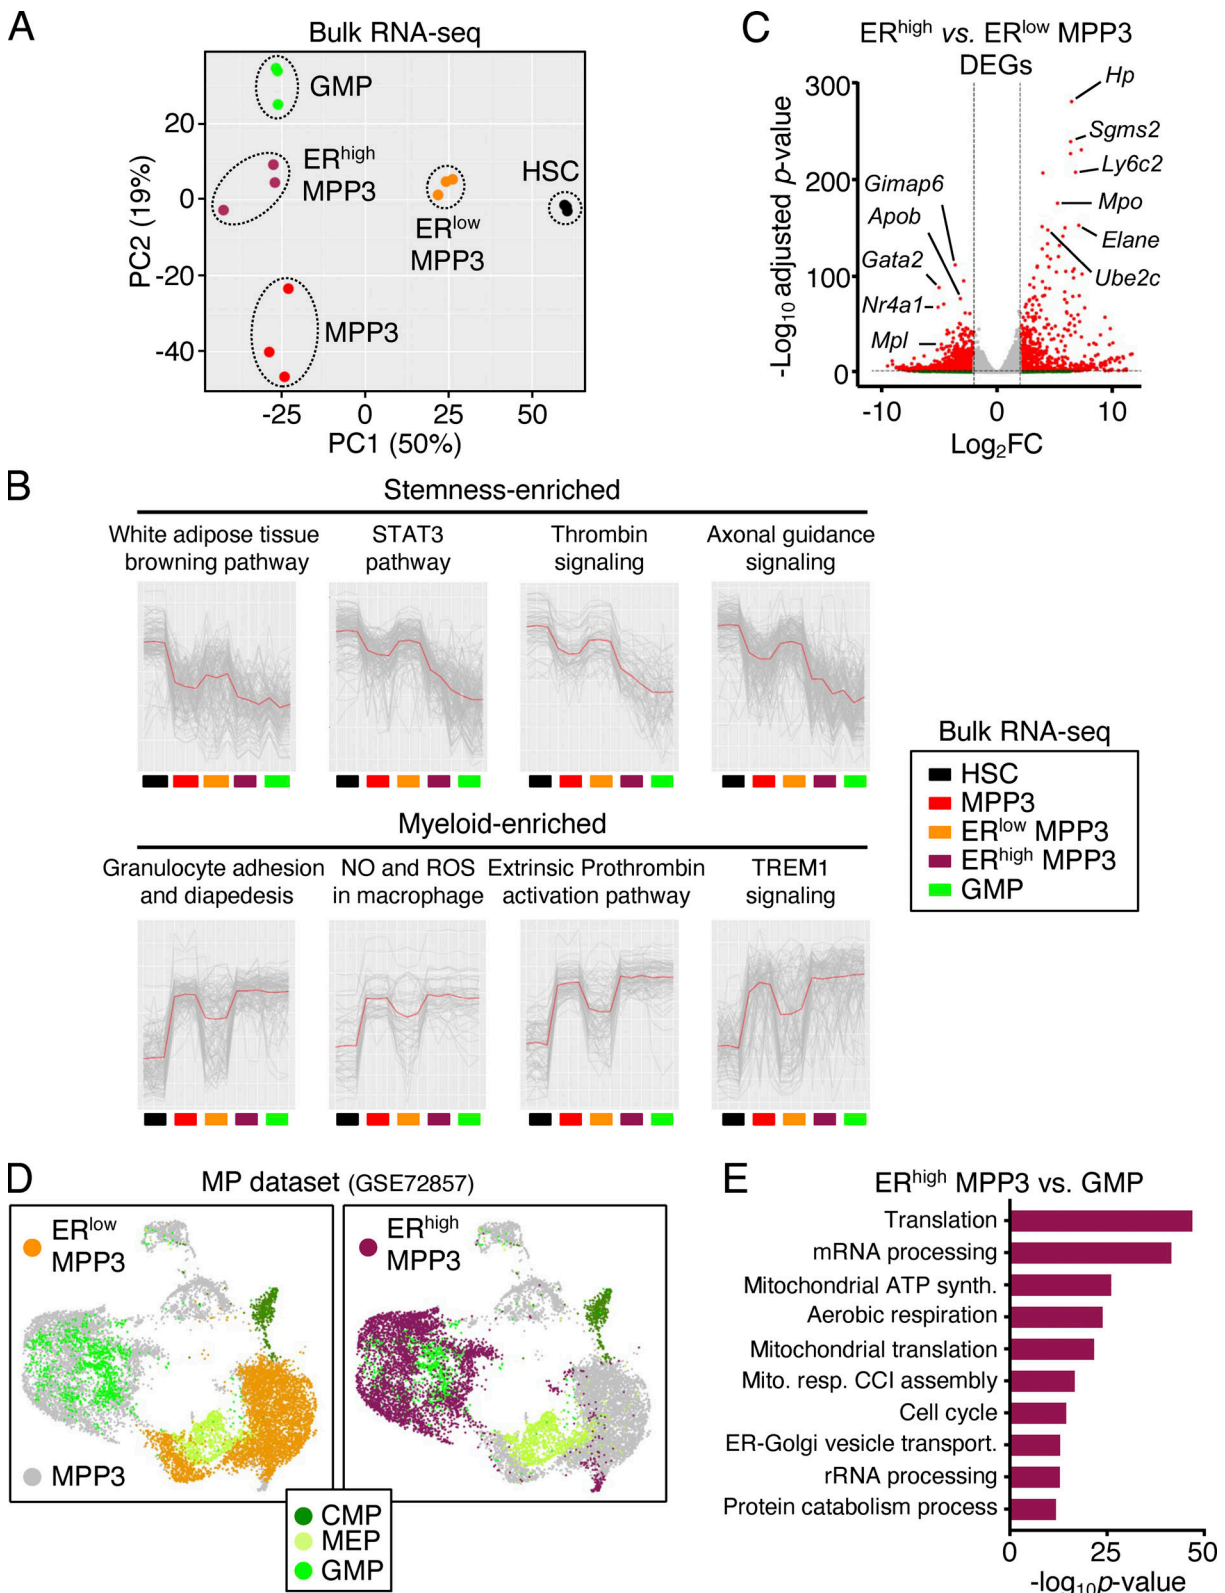 A
Bulk RNA-seq
GMP
ERhigh
MPP3
HSC
ERlow
MPP3
MPP3
20
0
-20
-40
PC2 (19%)
-25
0
25
50
PC1 (50%)
C
ERhigh vs. ERlow MPP3
DEGs
300
200
100
0
-Log10 adjusted p-value
Hp
Sgms2
Ly6c2
Mpo
Elane
Ube2c
Gimap6
Apob
Gata2
Nr4a1
Mpl
-10
0
10
Log2FC
B
Stemness-enriched
White adipose tissue
browning pathway
STAT3
pathway
Thrombin
signaling
Axonal guidance
signaling
Myeloid-enriched
Granulocyte adhesion
and diapedesis
NO and ROS
in macrophage
Extrinsic Prothrombin
activation pathway
TREM1
signaling
Bulk RNA-seq
HSC
MPP3
ERlow MPP3
ERhigh MPP3
GMP
D
MP dataset (GSE72857)
ERlow
MPP3
MPP3
ERhigh
MPP3
CMP
MEP
GMP
E
ERhigh MPP3 vs. GMP
Translation
mRNA processing
Mitochondrial ATP synth.
Aerobic respiration
Mitochondrial translation
Mito. resp. CCI assembly
Cell cycle
ER-Golgi vesicle transport.
rRNA processing
Protein catabolism process
0
25
50
-log10p-value